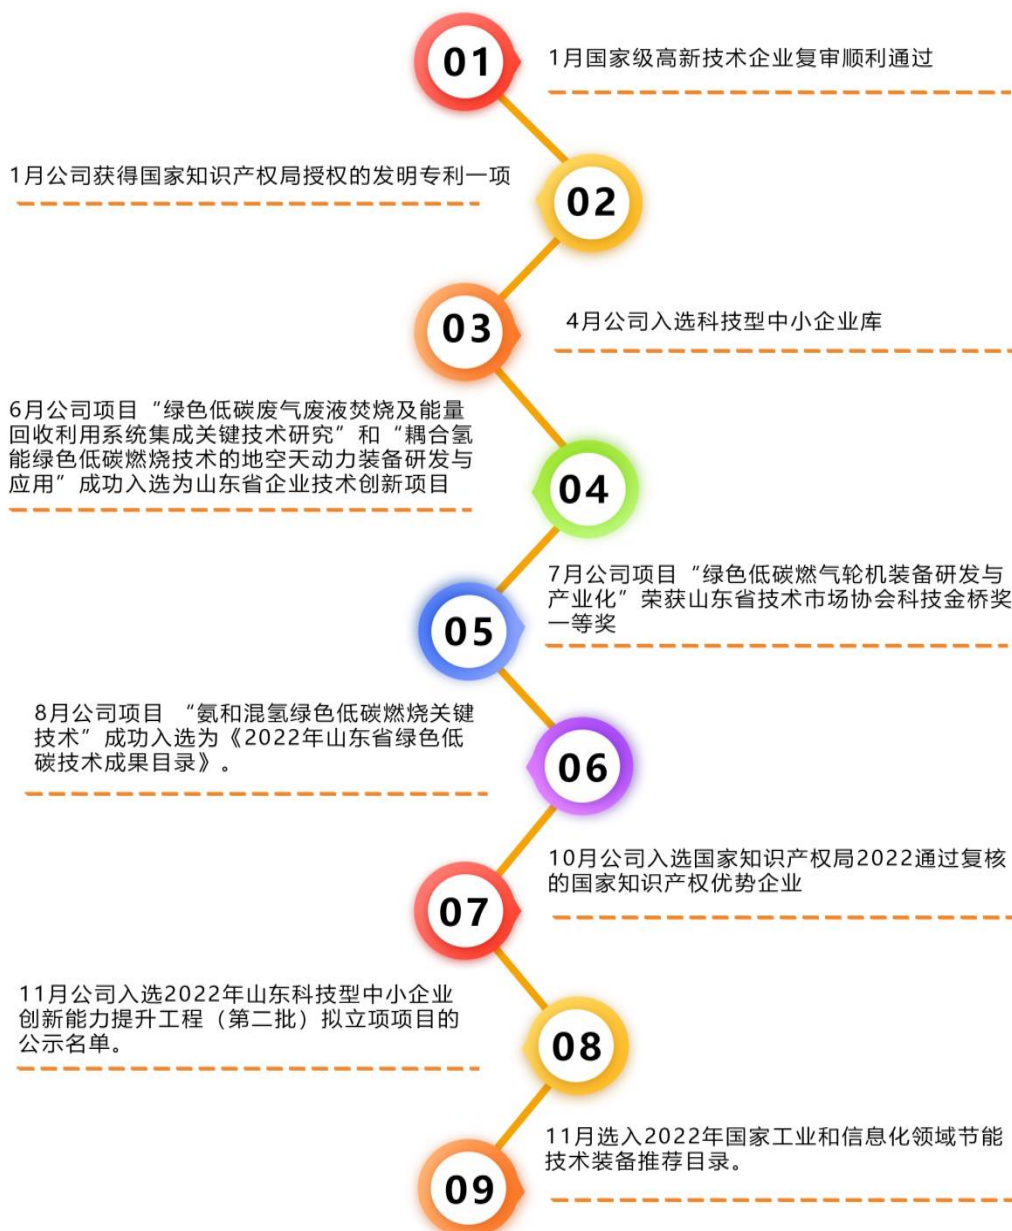 01
1月国家级高新技术企业复审顺利通过
1月公司获得国家知识产权局授权的发明专利一项
02
03
4月公司入选科技型中小企业库
6月公司项目“绿色低碳废气废液焚烧及能量
回收利用系统集成关键技术研究”和“耦合氢
能绿色低碳燃烧技术的地空天动力装备研发与
应用”成功入选为山东省企业技术创新项目
04
05
7月公司项目“绿色低碳燃气轮机装备研发与
产业化”荣获山东省技术市场协会科技金桥奖
一等奖
8月公司项目 “氨和混氢绿色低碳燃烧关键
技术”成功入选为《2022年山东省绿色低
碳技术成果目录》。
06
07
10月公司入选国家知识产权局2022通过复核
的国家知识产权优势企业
11月公司入选2022年山东科技型中小企业
创新能力提升工程（第二批）拟立项项目的
公示名单。
08
09
11月选入2022年国家工业和信息化领域节能
技术装备推荐目录。